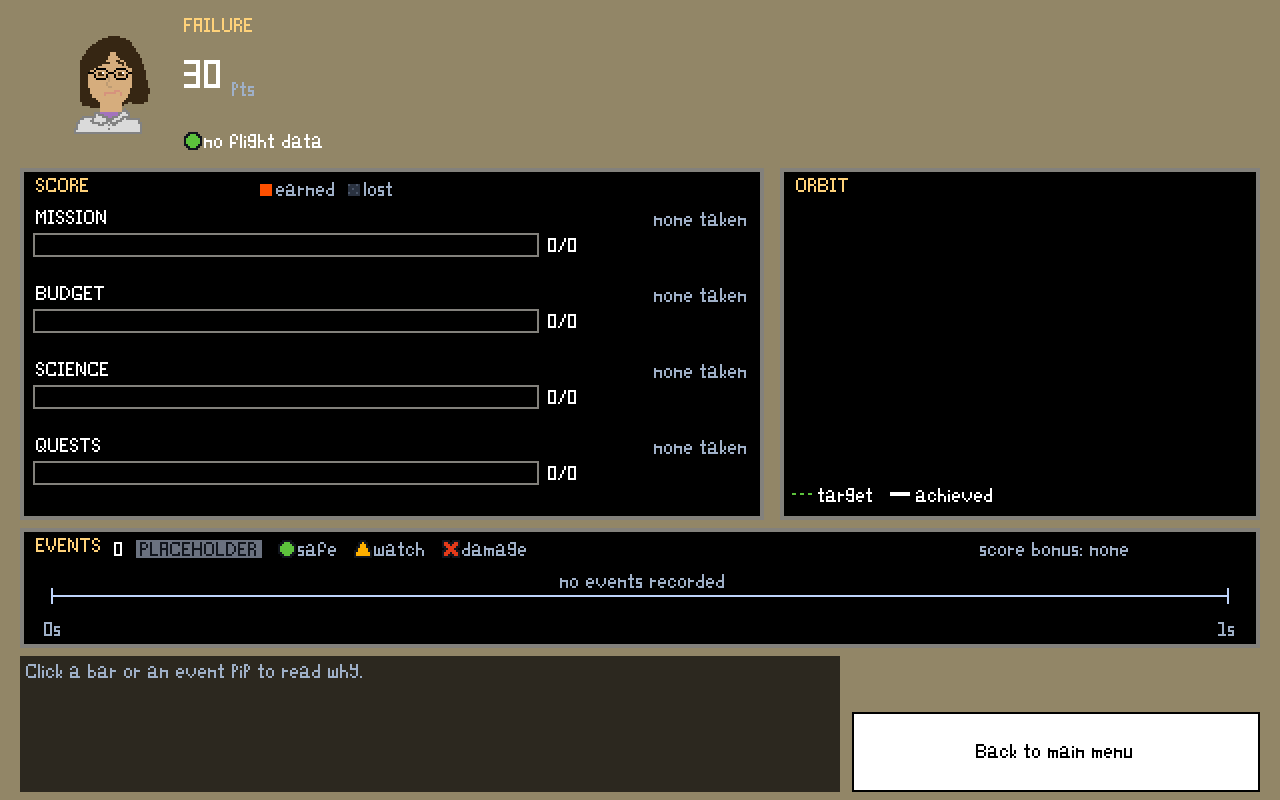 FAILURE
30 Pts
no flight data
SCORE earned lost
MISSION none taken
0/0
BUDGET none taken
0/0
SCIENCE none taken
0/0
QUESTS none taken
0/0
ORBIT
target achieved
EVENTS 0 PLACEHOLDER safe watch damage score bonus: none
no events recorded
0s 1s
Click a bar or an event pip to read why.
Back to main menu